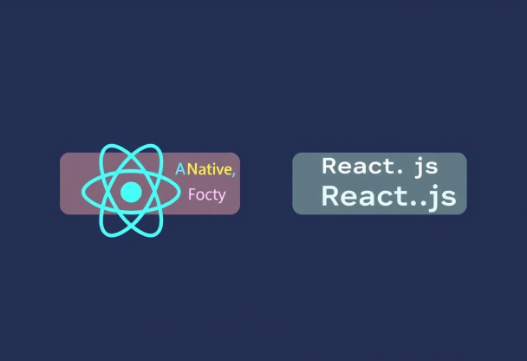 ANative,
Focty
React. js
React..js